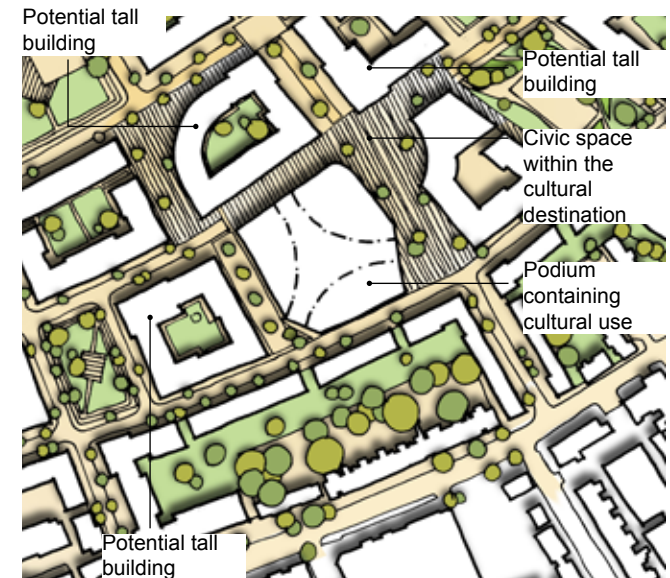 Potential tall
building
Potential tall
building
Civic space
within the
cultural
destination
Podium
containing
cultural use
Potential tall
building